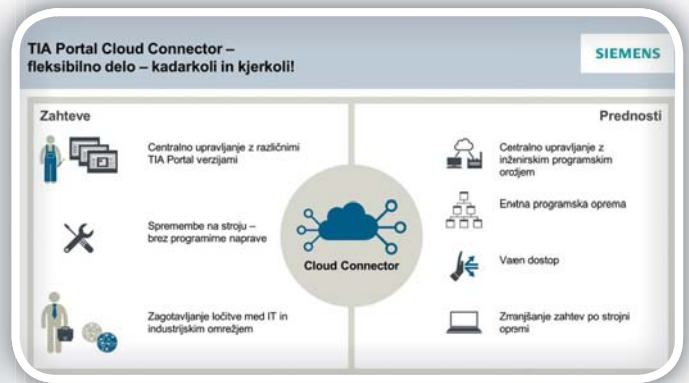 TIA Portal Cloud Connector –
fleksibilno delo – kadarkoli in kjerkoli!
SIEMENS
Zahteve
Centralno upravljanje z različnimi
TIA Portal verzijami
Spremembe na stroju –
brez programirne naprave
Zagotavljanje ločitve med IT in
industrijskim omrežjem
Cloud Connector
Prednosti
Centralno upravljanje z
inženirskim programskim
orodjem
Enotna programska oprema
Varen dostop
Zmanjšanje zahtev po strojni
opremi